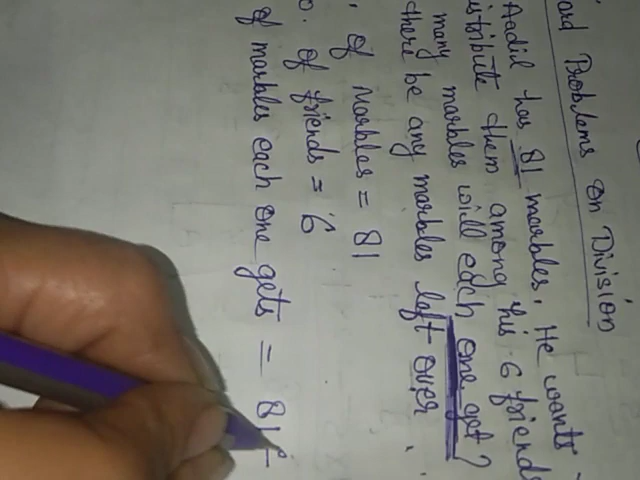 Problems on Division
Aadil has 81 marbles. He wants
them among his 6 friends
many marbles will each one get?
there be any marbles left over
of Marbles = 81
of friends = 6
of marbles each one gets = 81 ÷